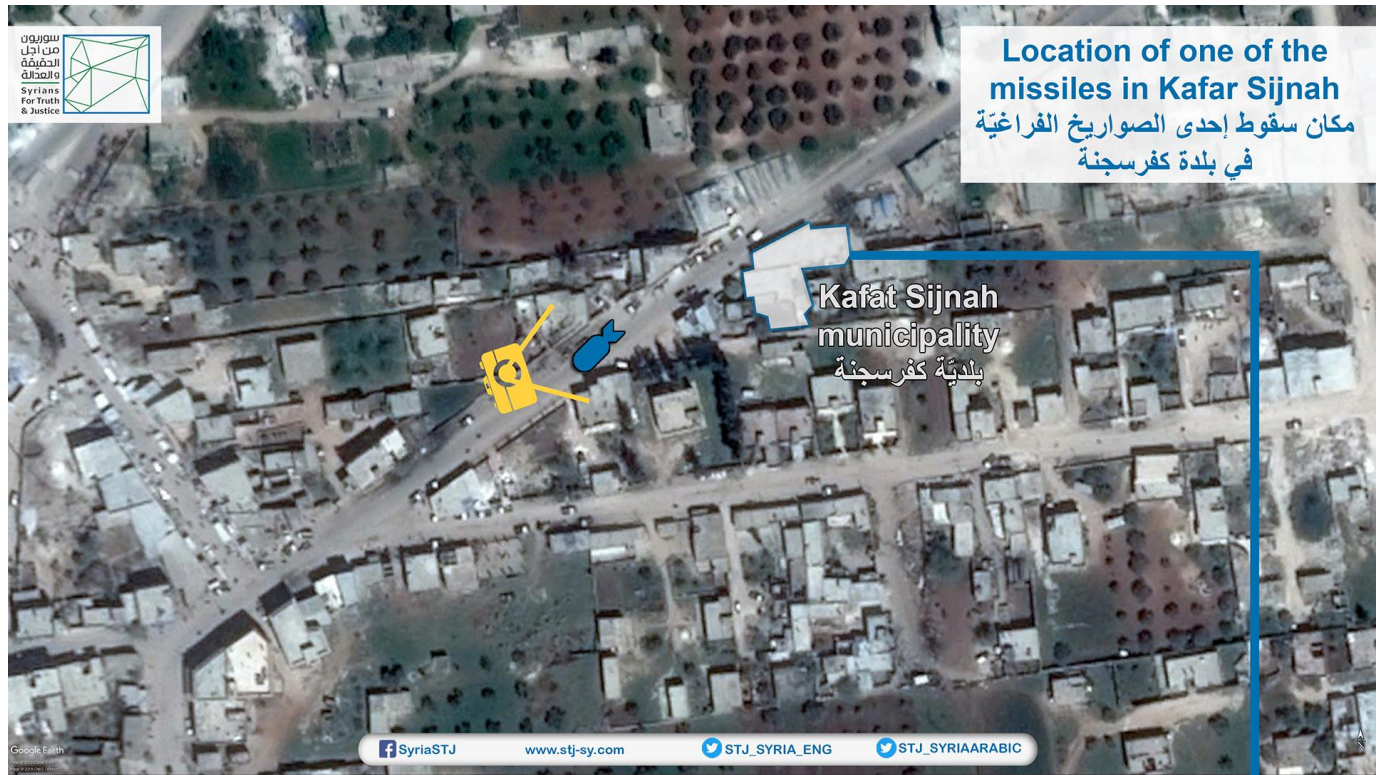 سوريون
من أجل
الحقيقة
والعدالة
Syrians
For Truth
& Justice
Location of one of the
missiles in Kafar Sijnah
مكان سقوط إحدى الصواريخ الفراغيّة
في بلدة كفرسجنة
Kafat Sijnah
municipality
بلديّة كفرسجنة
Google Earth
SyriaSTJ
www.stj-sy.com
STJ_SYRIA_ENG
STJ_SYRIAARABIC